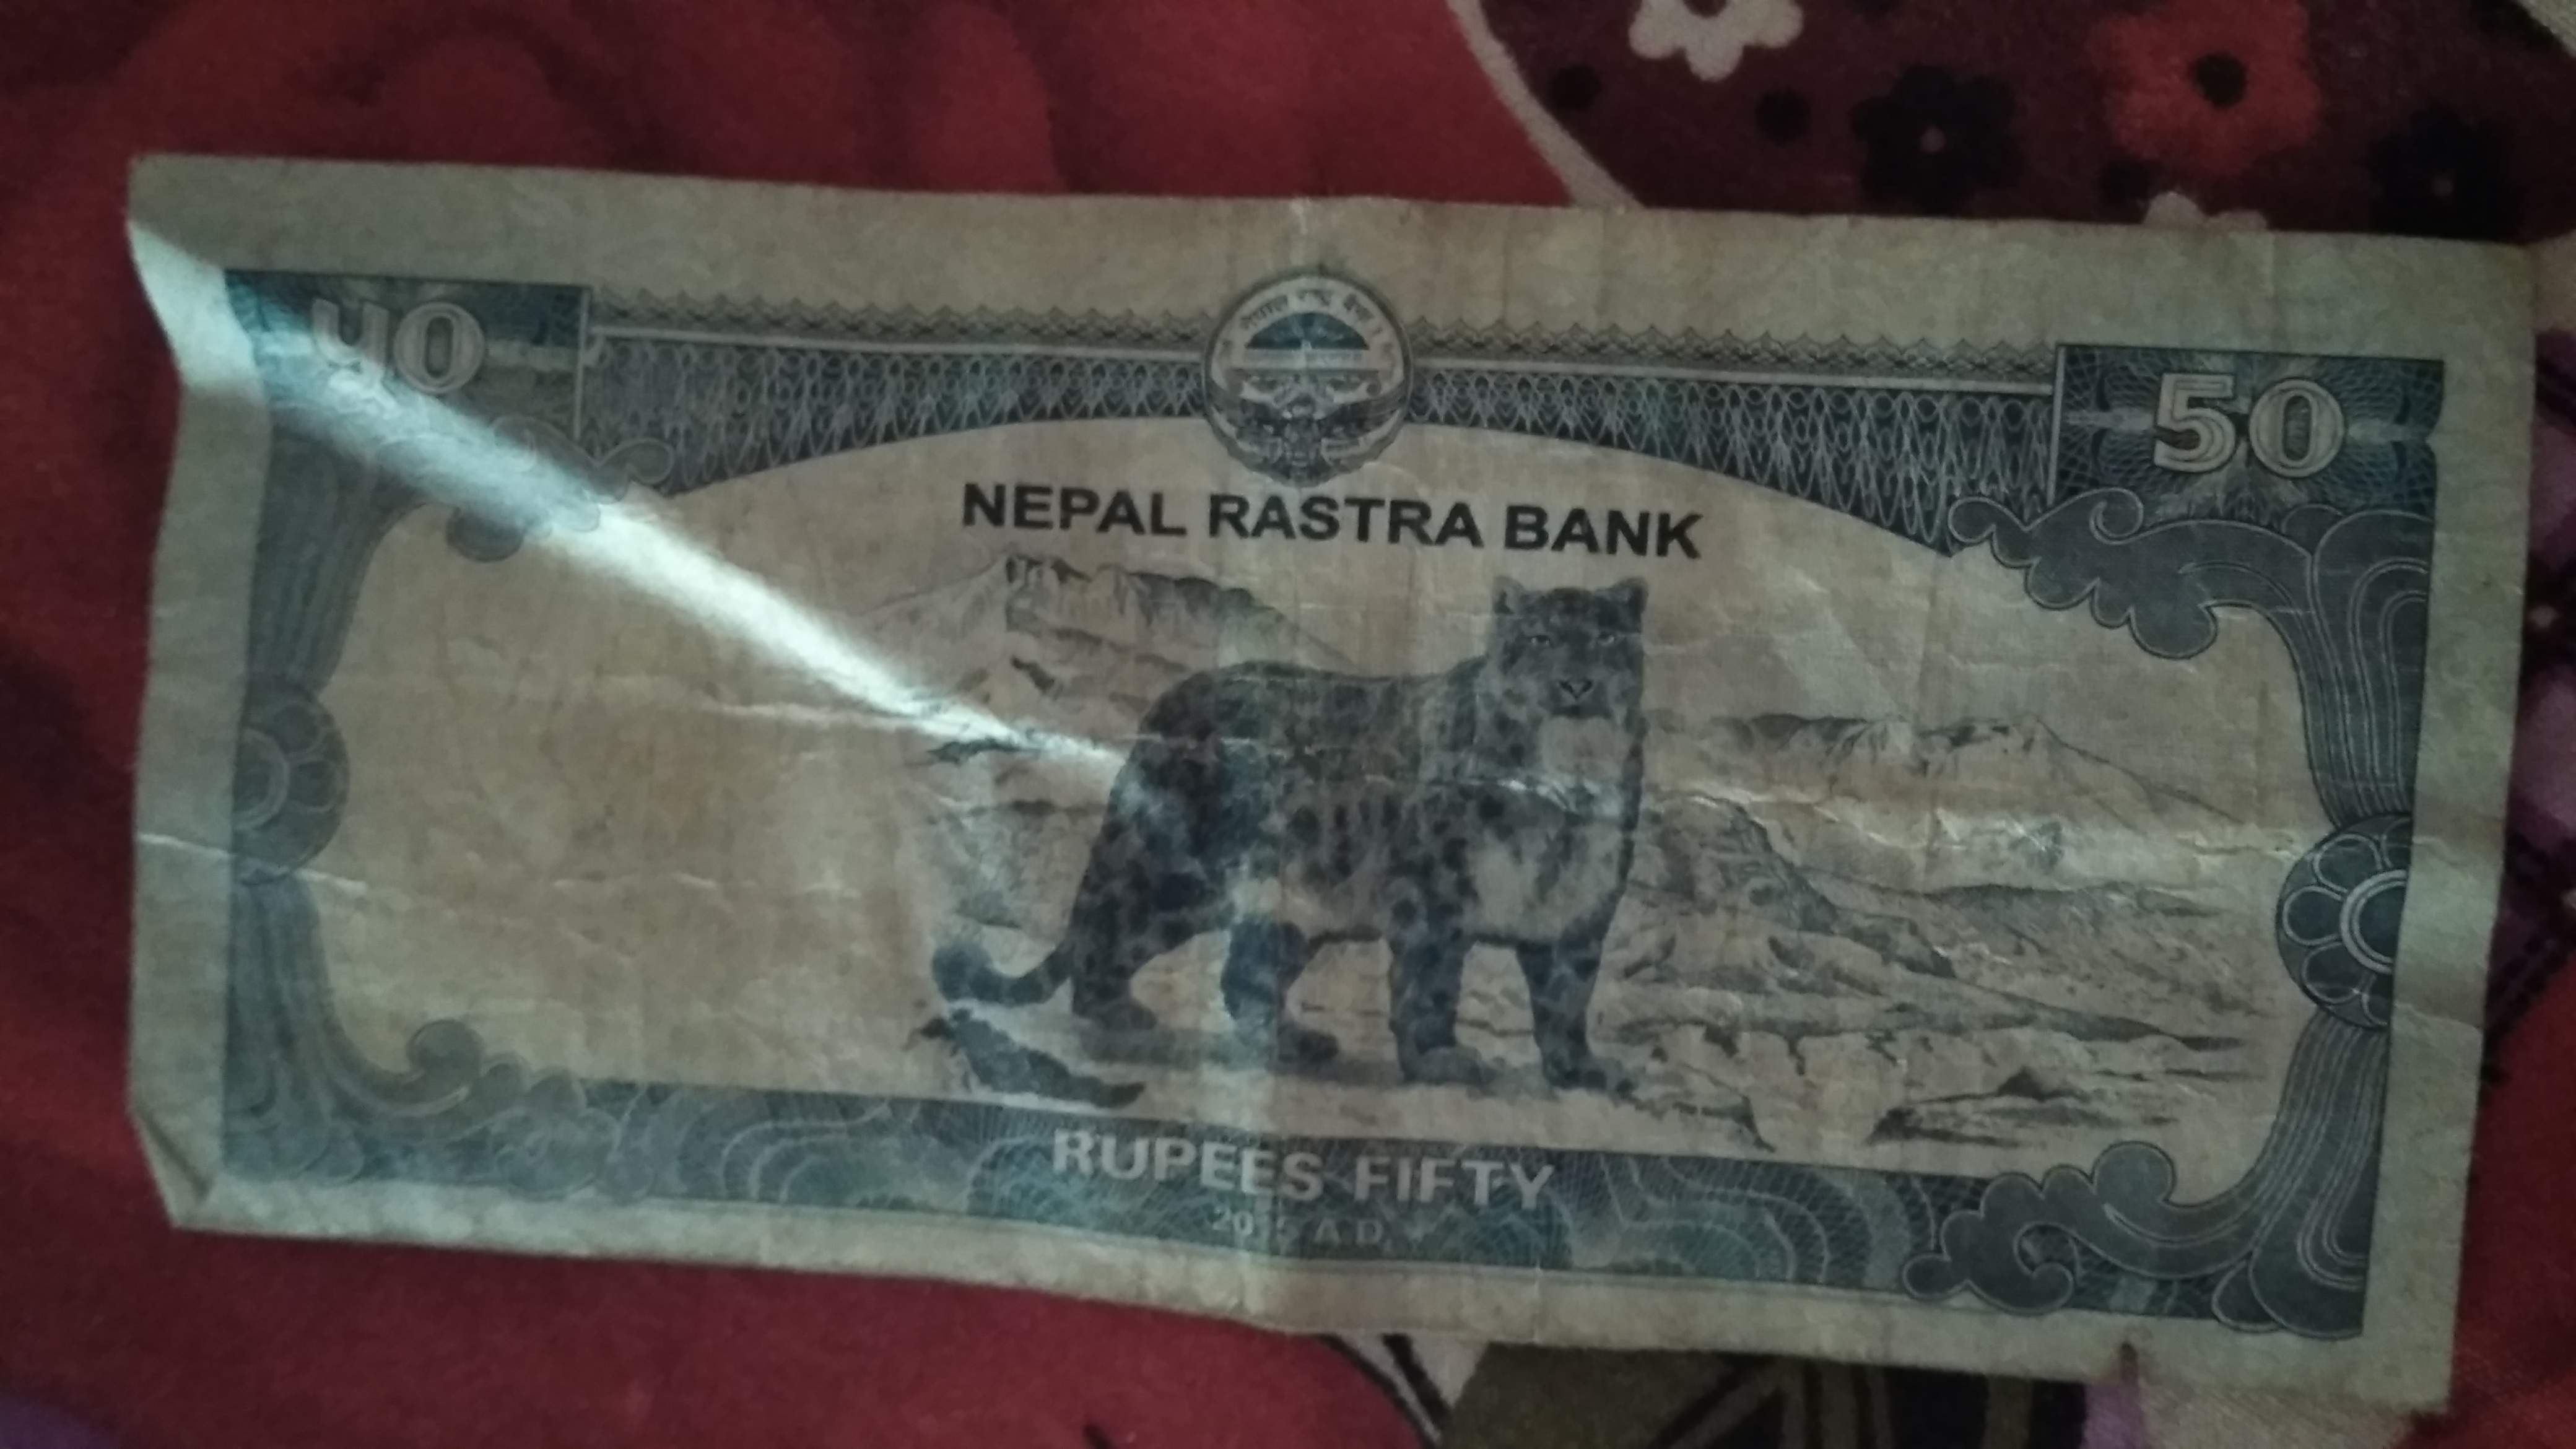 नेपाल राष्ट्र बैंक
५०
50
NEPAL RASTRA BANK
RUPEES FIFTY
A.D.